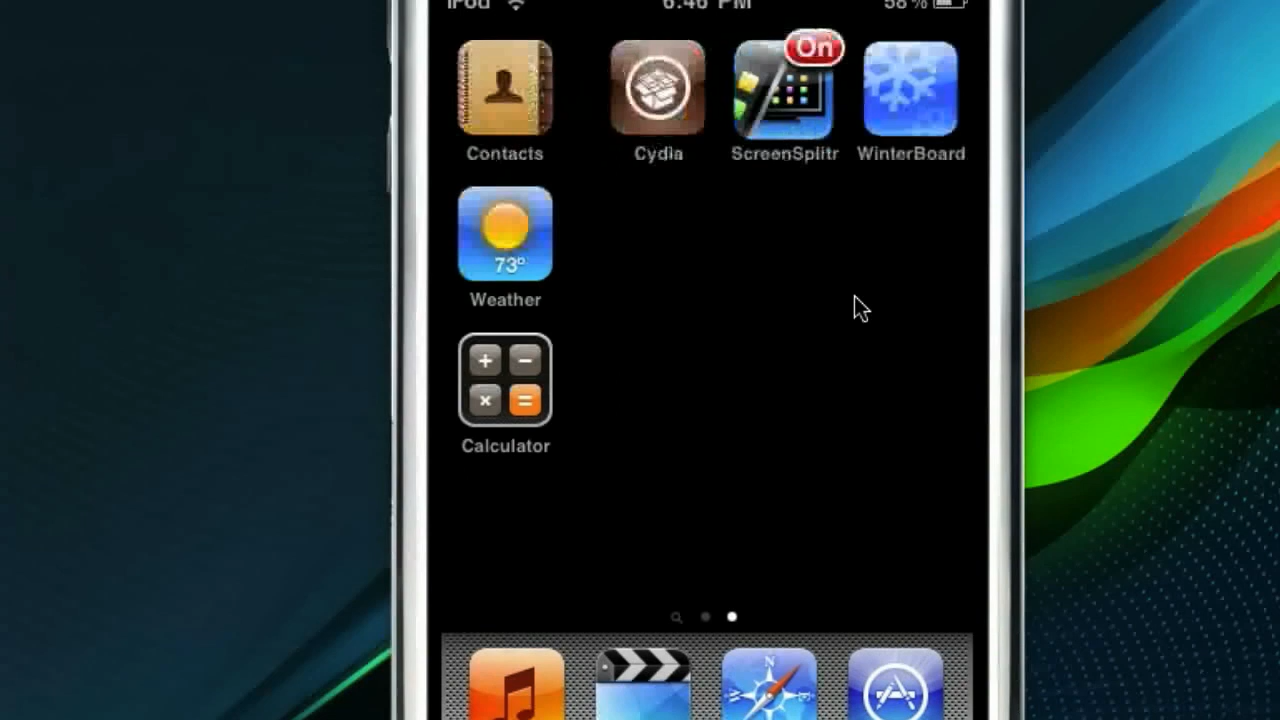 iPod 6:46 PM 58%
On
Contacts Cydia ScreenSplitr WinterBoard
73°
Weather
Calculator
N